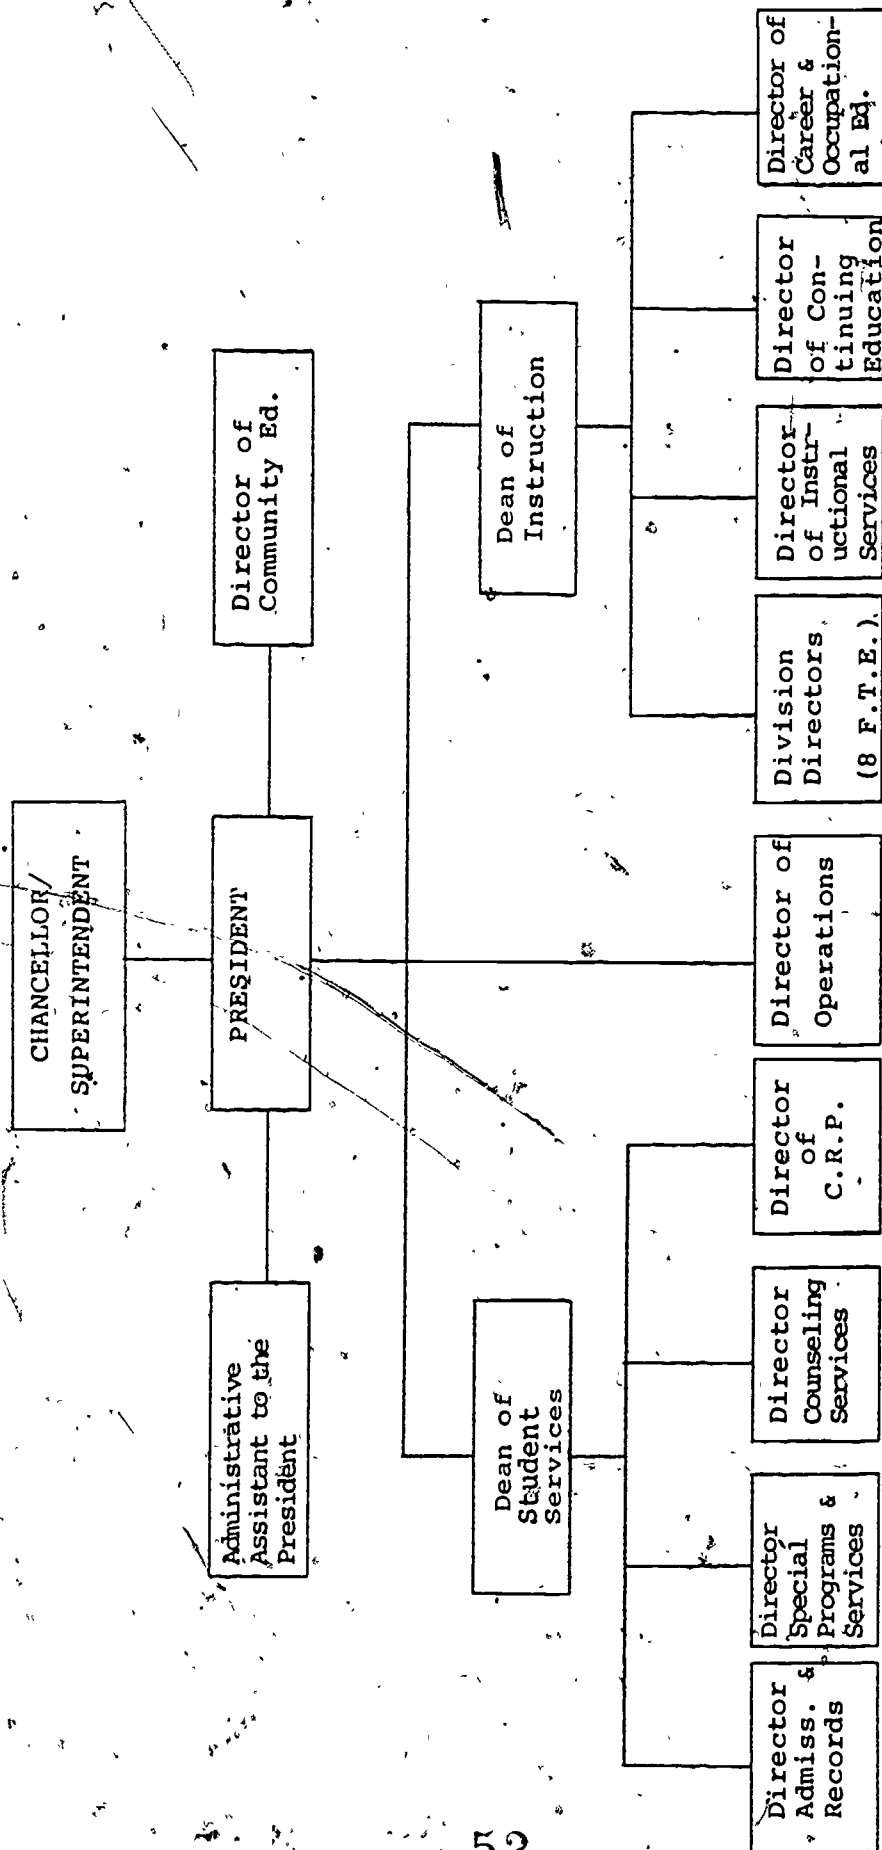 CHANCELLOR/
SUPERINTENDENT
Administrative
Assistant to the
President
PRESIDENT
Director of
Community Ed.
Dean of
Student
Services
Dean of
Instruction
Director
Admiss. &
Records
Director
Special
Programs &
Services
Director
Counseling
Services
Director
of
C.R.P.
Director of
Operations
Division
Directors
(8 F.T.E.)
Director
of Instr-
uctional
Services
Director
of Con-
tinuing
Education
Director of
Career &
Occupation-
al Ed.